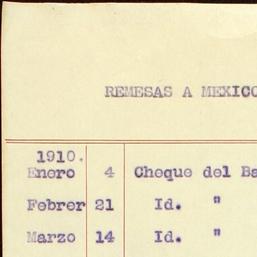 REMESAS A MEXICO
1910.
Enero 4 Cheque del Ba
Febrer 21 Id. "
Marzo 14 Id. "